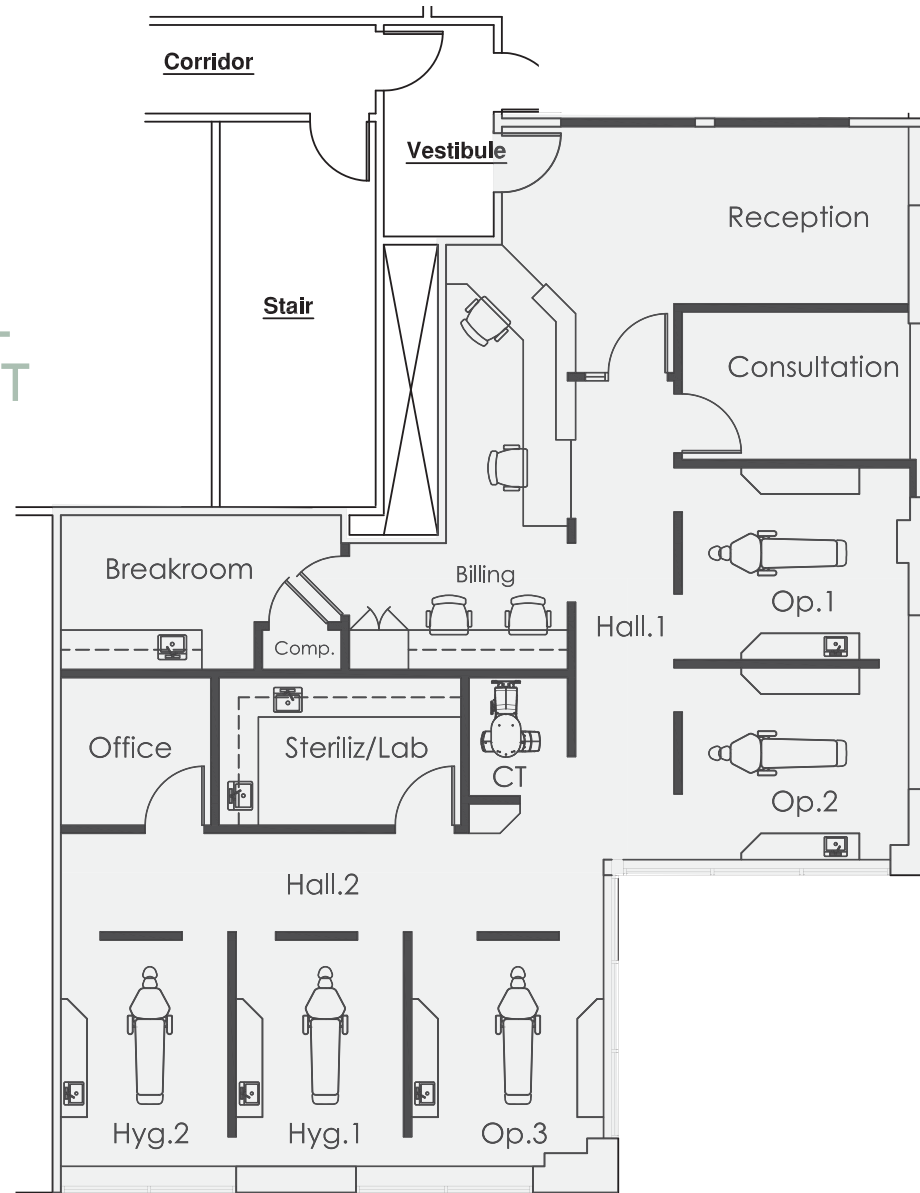 Corridor
Vestibule
Reception
Stair
T
Consultation
Breakroom
Billing
Op.1
Hall.1
Comp.
Office
Steriliz/Lab
CT
Op.2
Hall.2
Hyg.2
Hyg.1
Op.3